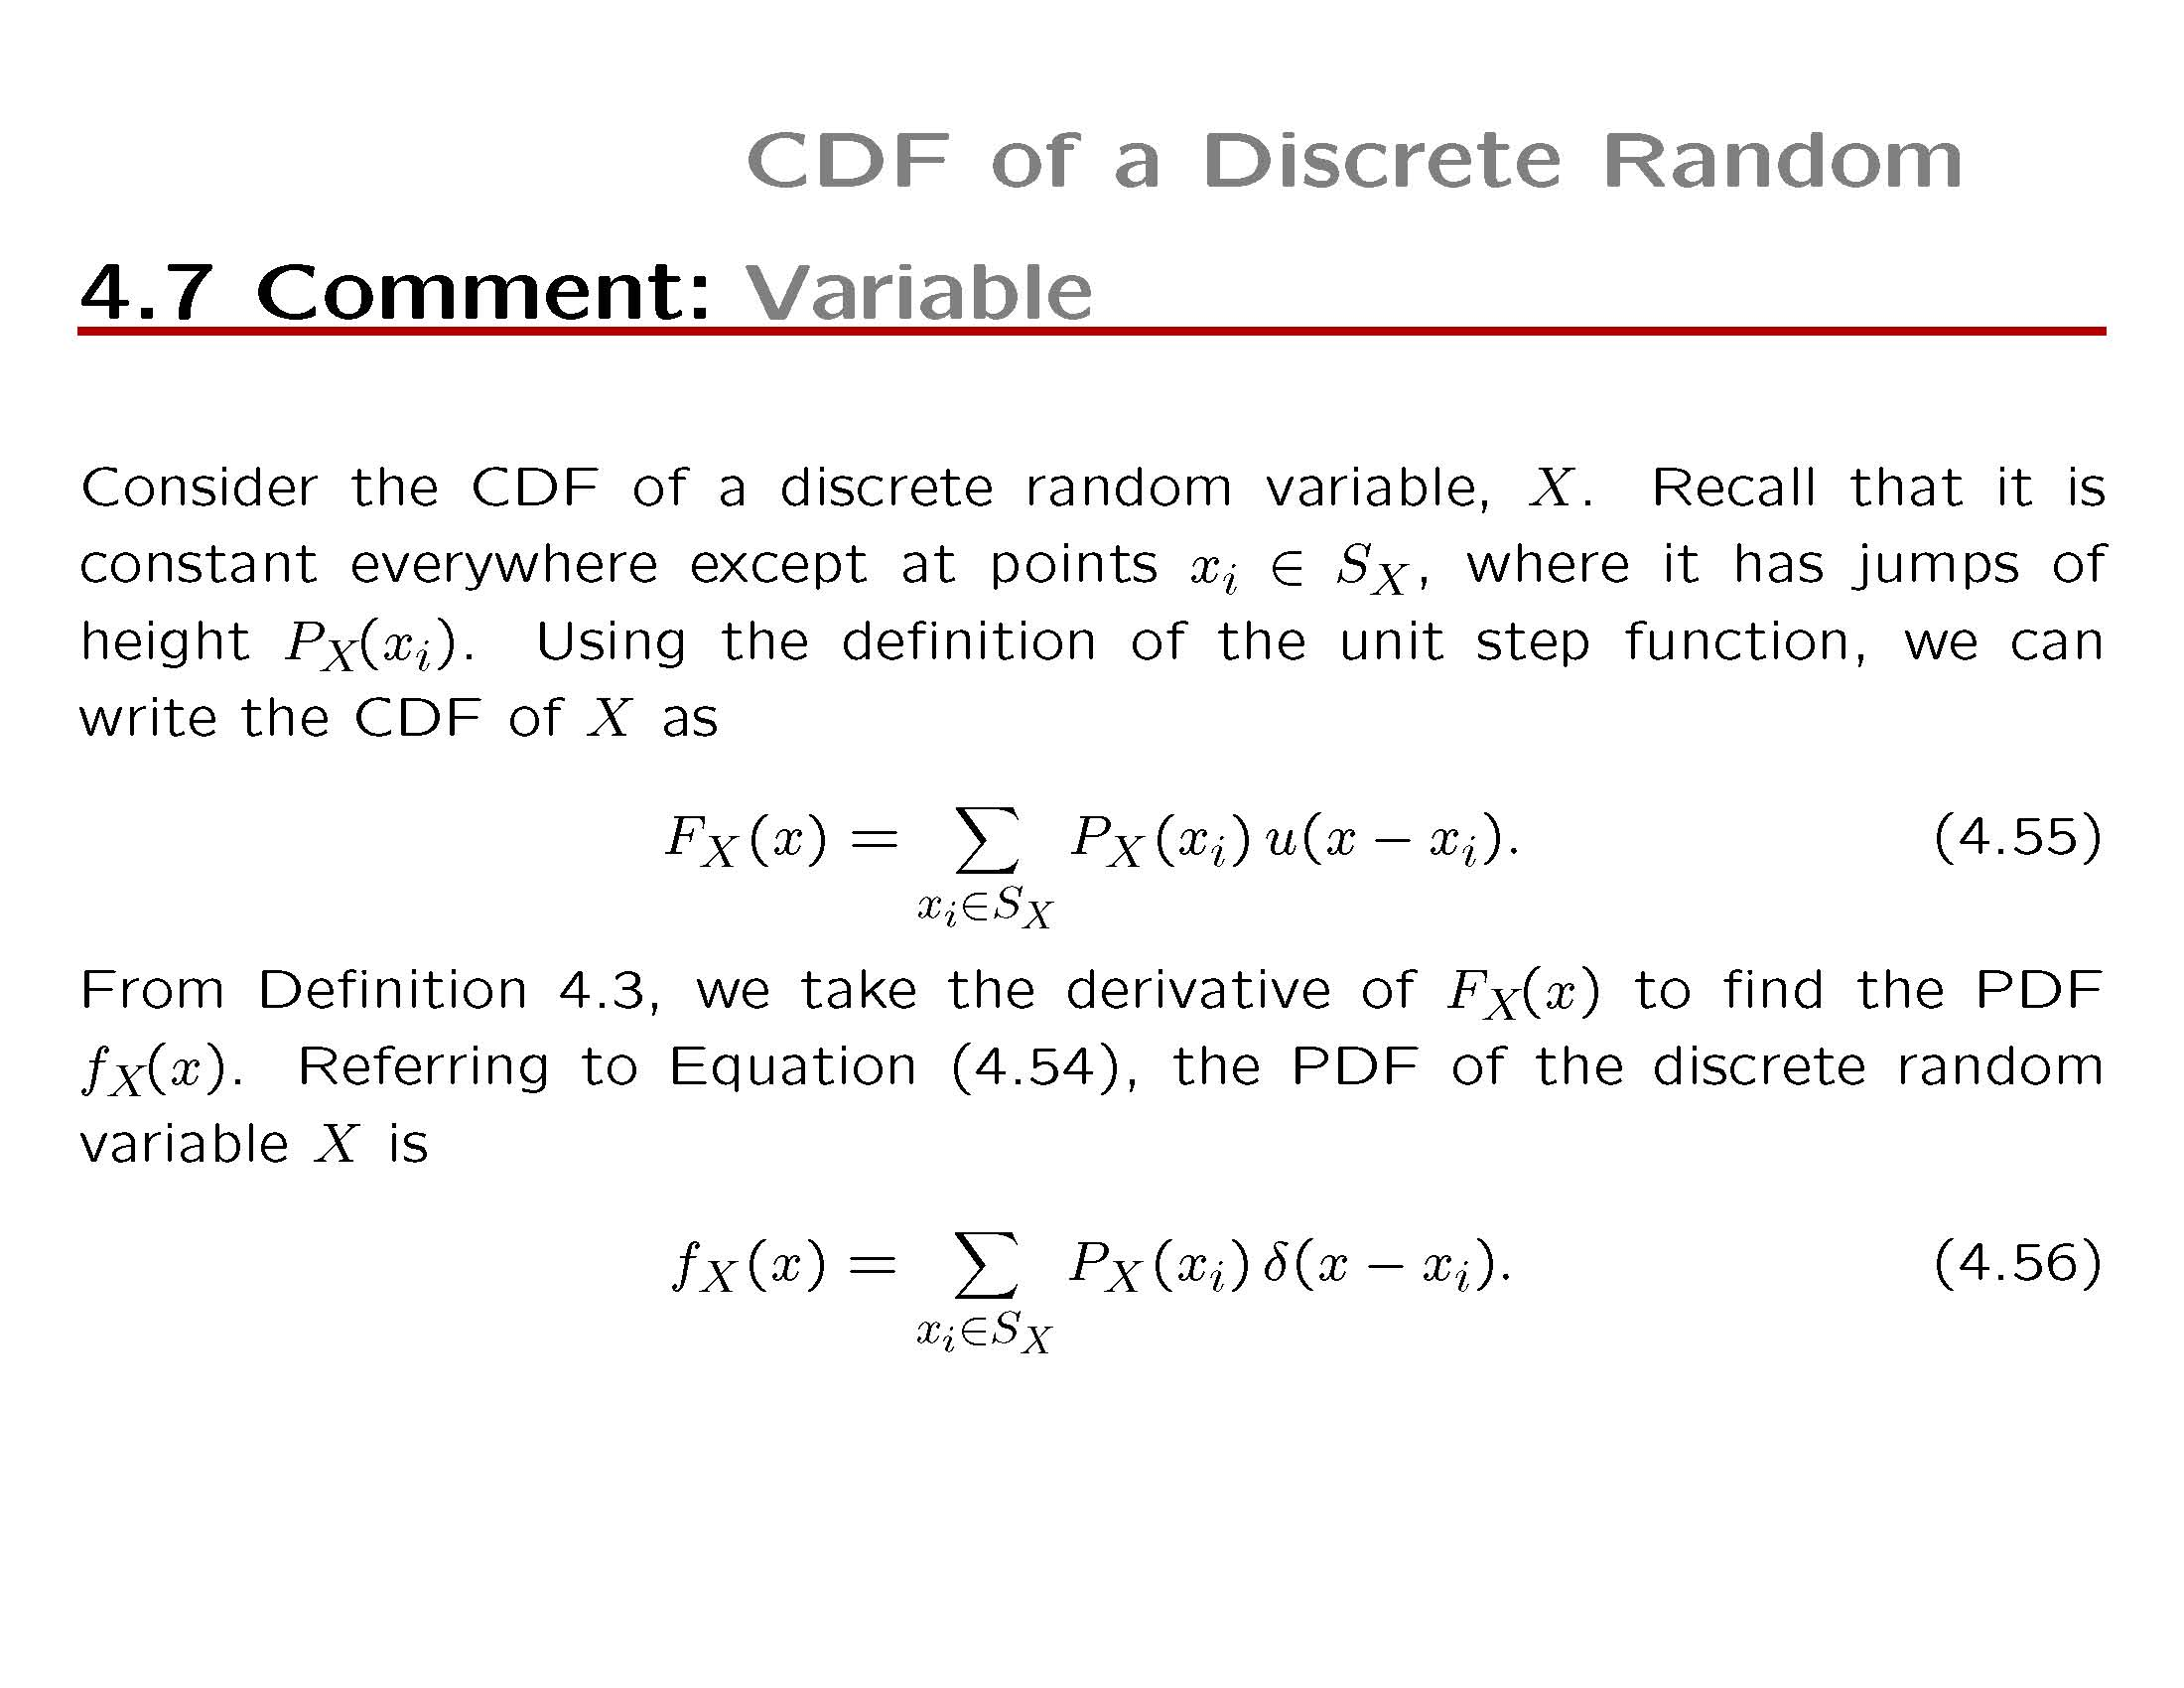 CDF of a Discrete Random
4.7 Comment: Variable
Consider the CDF of a discrete random variable, X. Recall that it is
constant everywhere except at points x_i ∈ S_X, where it has jumps of
height P_X(x_i). Using the definition of the unit step function, we can
write the CDF of X as
F_X(x) = ∑_{x_i∈S_X} P_X(x_i) u(x − x_i). (4.55)
From Definition 4.3, we take the derivative of F_X(x) to find the PDF
f_X(x). Referring to Equation (4.54), the PDF of the discrete random
variable X is
f_X(x) = ∑_{x_i∈S_X} P_X(x_i) δ(x − x_i). (4.56)